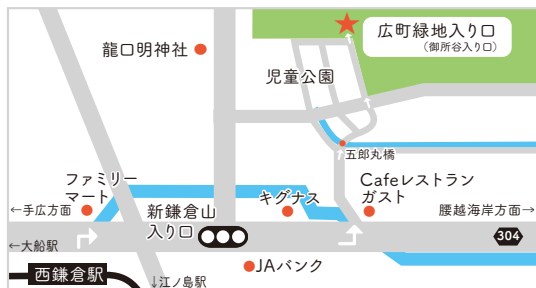 広町緑地入り口
（御所谷入り口）
龍口明神社
児童公園
五郎丸橋
ファミリー
マート
キグナス
Cafeレストラン
ガスト
←手広方面
新鎌倉山
入り口
腰越海岸方面→
←大船駅
304
JAバンク
西鎌倉駅
↓江ノ島駅